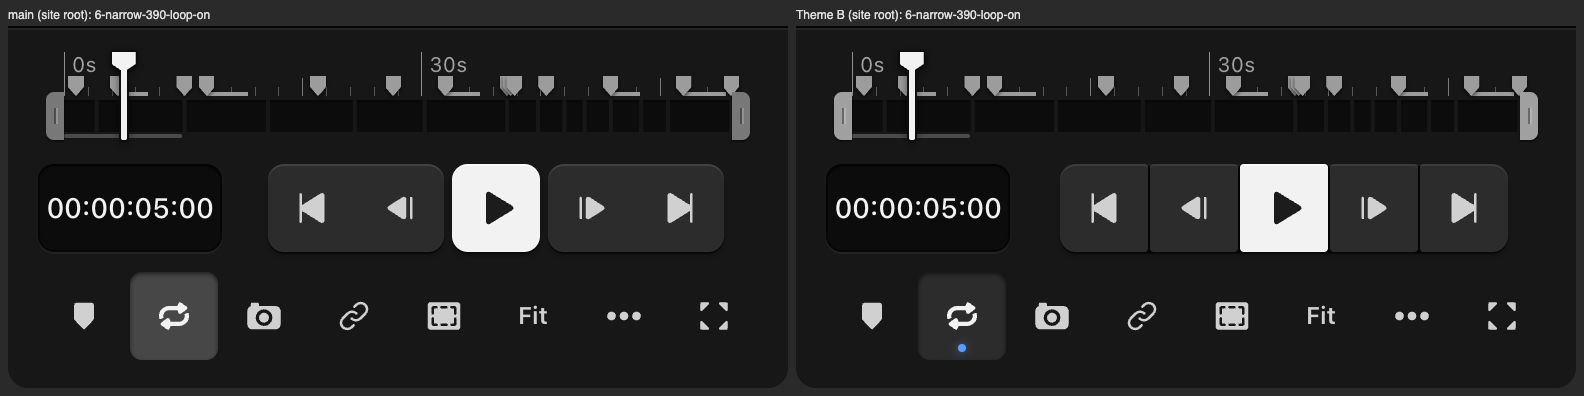 main (site root): 6-narrow-390-loop-on
0s 30s
00:00:05:00
Fit
Theme B (site root): 6-narrow-390-loop-on
0s 30s
00:00:05:00
Fit